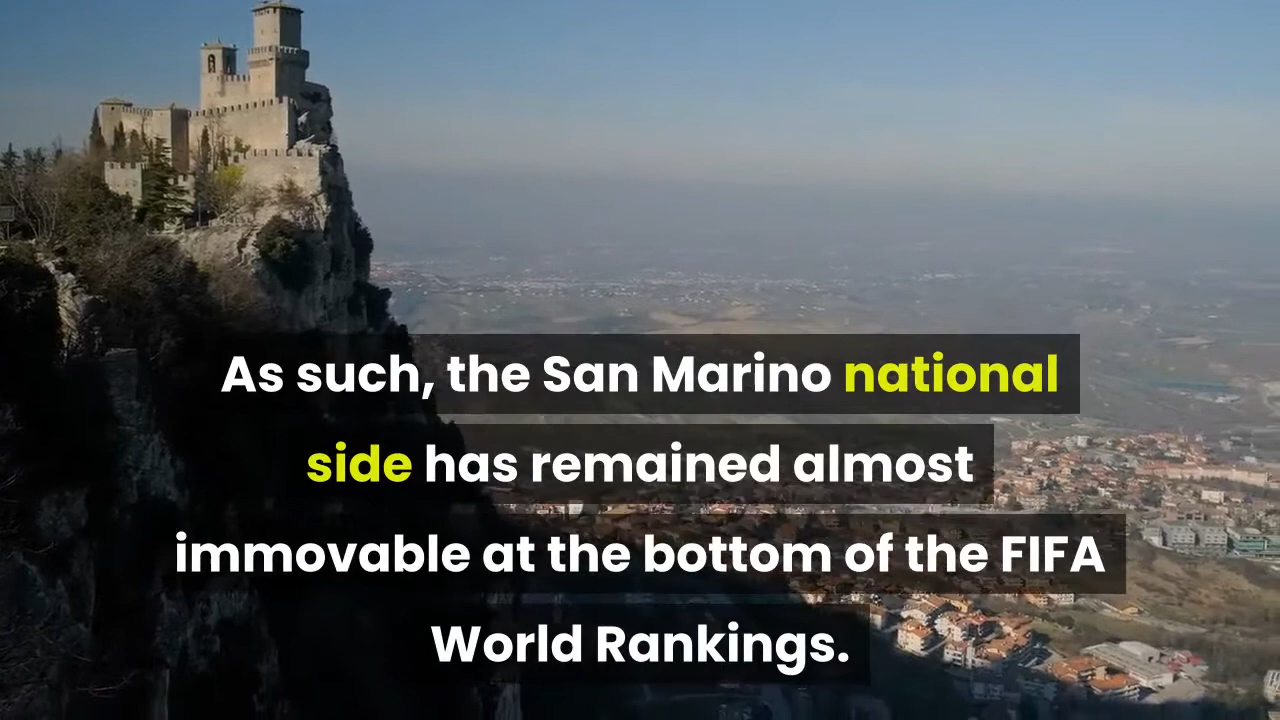 As such, the San Marino national
side has remained almost
immovable at the bottom of the FIFA
World Rankings.